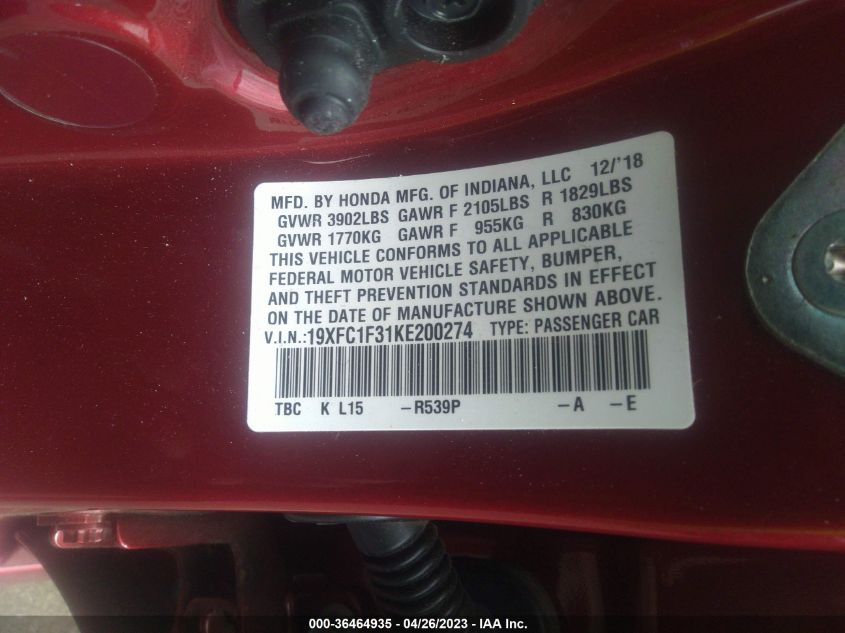 MFD. BY HONDA MFG. OF INDIANA, LLC 12/'18
GVWR 3902LBS GAWR F 2105LBS R 1829LBS
GVWR 1770KG GAWR F 955KG R 830KG
THIS VEHICLE CONFORMS TO ALL APPLICABLE
FEDERAL MOTOR VEHICLE SAFETY, BUMPER,
AND THEFT PREVENTION STANDARDS IN EFFECT
ON THE DATE OF MANUFACTURE SHOWN ABOVE.
V.I.N.:19XFC1F31KE200274 TYPE: PASSENGER CAR
TBC K L15 –R539P –A –E
000-36464935 - 04/26/2023 - IAA Inc.